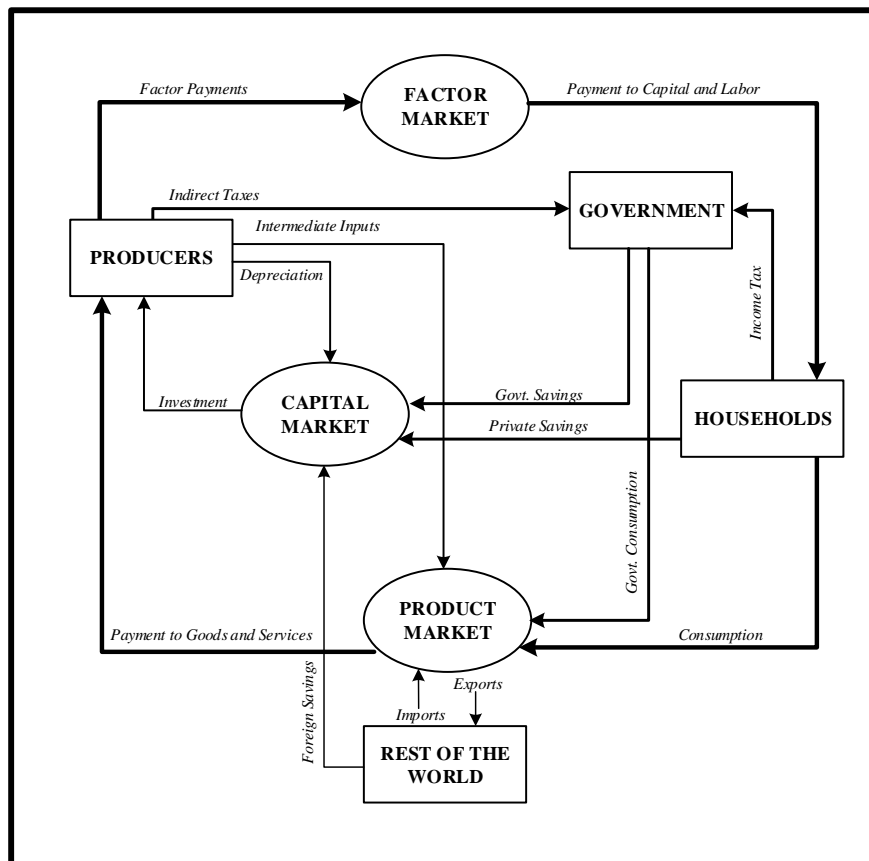 Factor Payments
FACTOR
MARKET
Payment to Capital and Labor
Indirect Taxes
GOVERNMENT
Intermediate Inputs
PRODUCERS
Depreciation
Income Tax
Investment
CAPITAL
MARKET
Govt. Savings
Private Savings
HOUSEHOLDS
Govt. Consumption
PRODUCT
MARKET
Payment to Goods and Services
Consumption
Foreign Savings
Exports
Imports
REST OF THE
WORLD